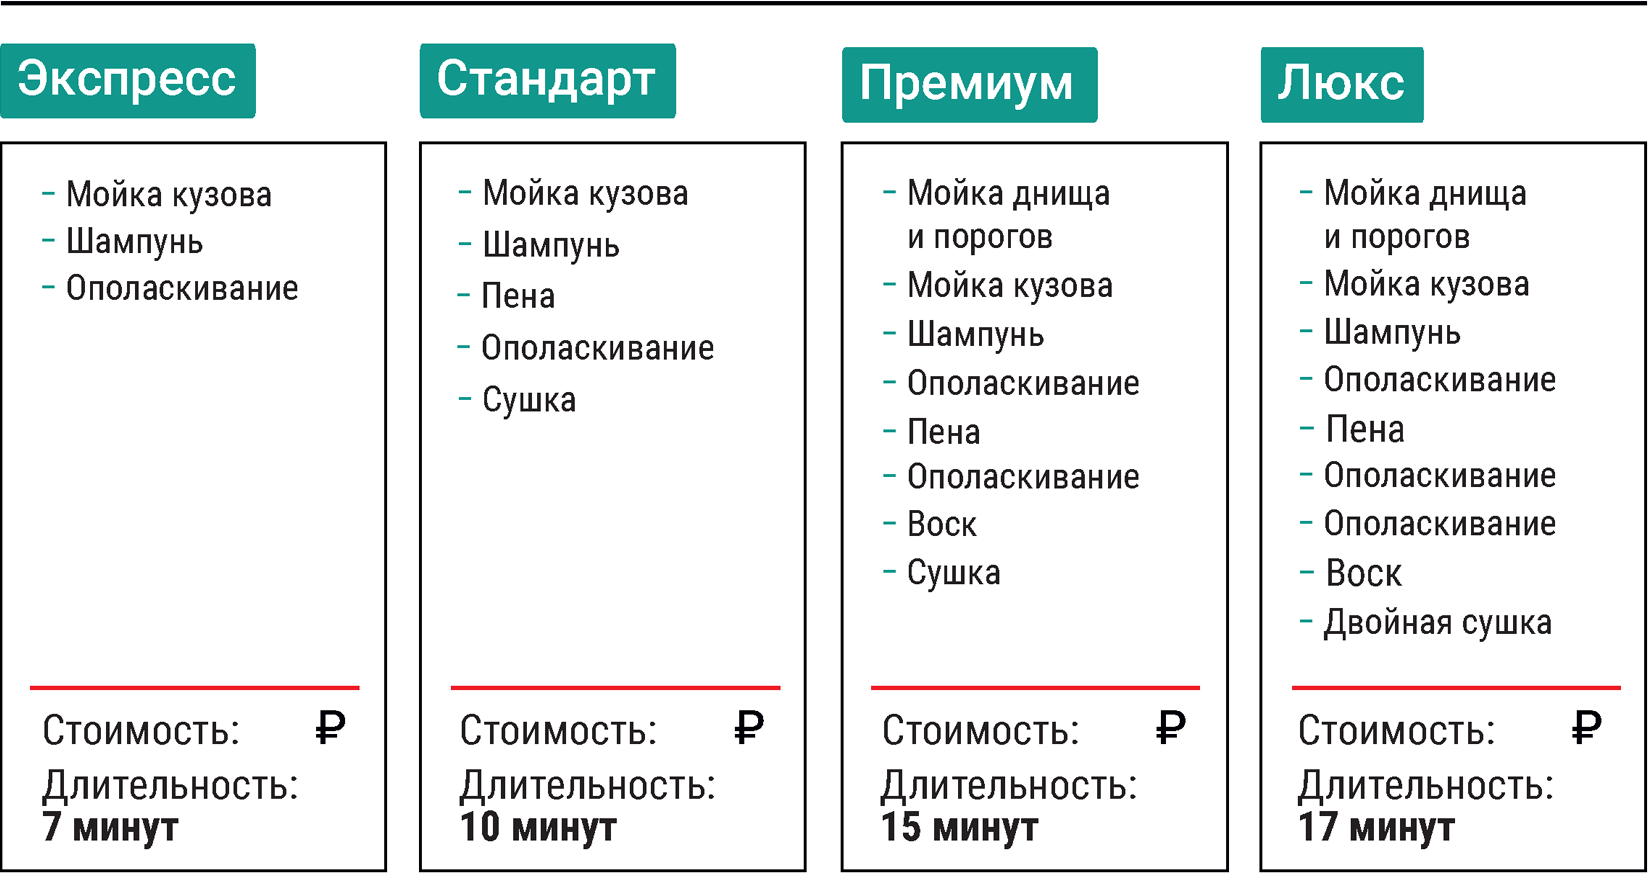 Экспресс
– Мойка кузова
– Шампунь
– Ополаскивание
Стоимость: ₽
Длительность:
7 минут
Стандарт
– Мойка кузова
– Шампунь
– Пена
– Ополаскивание
– Сушка
Стоимость: ₽
Длительность:
10 минут
Премиум
– Мойка днища
и порогов
– Мойка кузова
– Шампунь
– Ополаскивание
– Пена
– Ополаскивание
– Воск
– Сушка
Стоимость: ₽
Длительность:
15 минут
Люкс
– Мойка днища
и порогов
– Мойка кузова
– Шампунь
– Ополаскивание
– Пена
– Ополаскивание
– Ополаскивание
– Воск
– Двойная сушка
Стоимость: ₽
Длительность:
17 минут